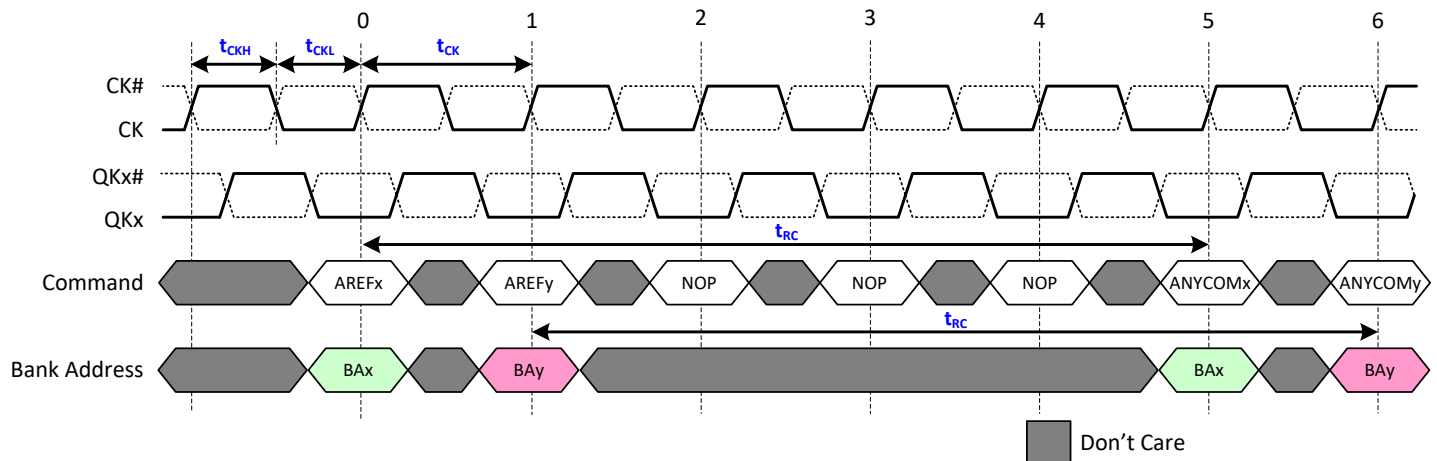 0 1 2 3 4 5 6
tCKH tCKL tCK
CK#
CK
QKx#
QKx
tRC
Command AREFx AREFy NOP NOP NOP ANYCOMx ANYCOMy
tRC
Bank Address BAx BAy BAx BAy
Don't Care